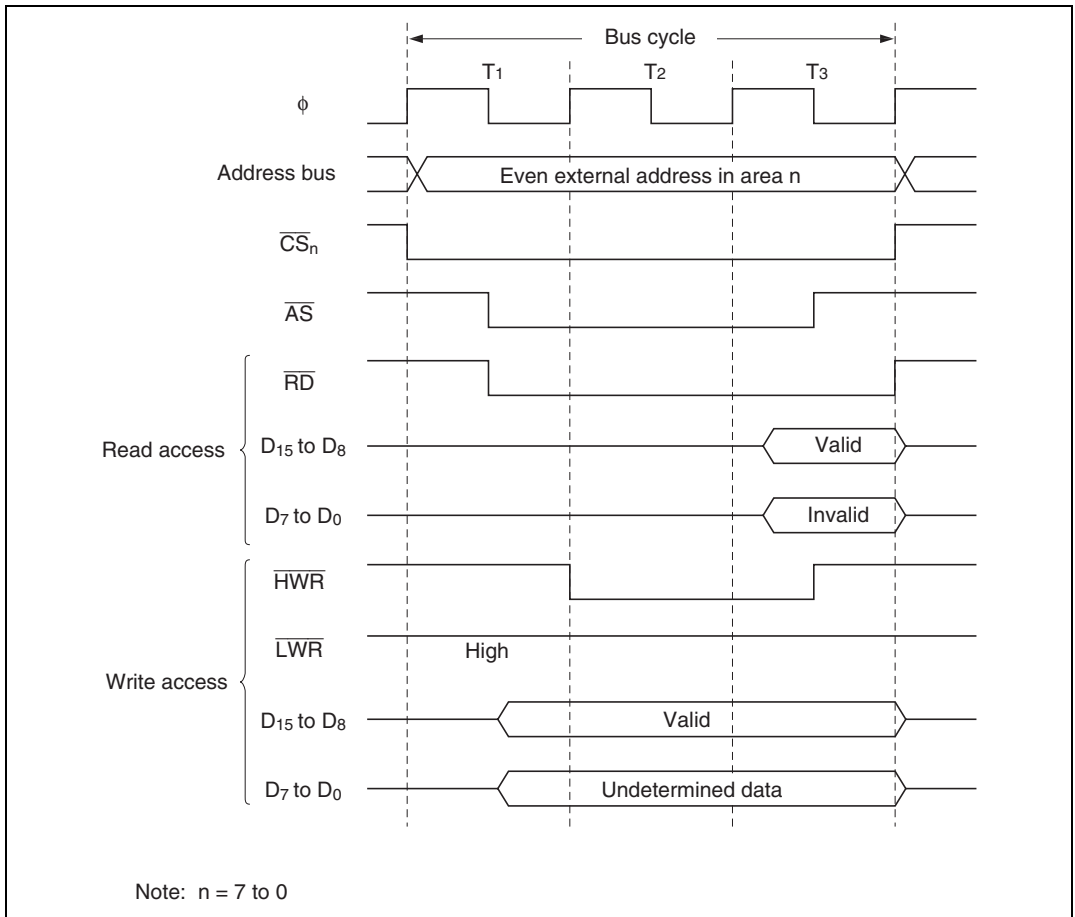 Bus cycle
T1 T2 T3
ϕ
Address bus Even external address in area n
CSn
AS
RD
Read access D15 to D8 Valid
D7 to D0 Invalid
HWR
LWR High
Write access
D15 to D8 Valid
D7 to D0 Undetermined data
Note: n = 7 to 0